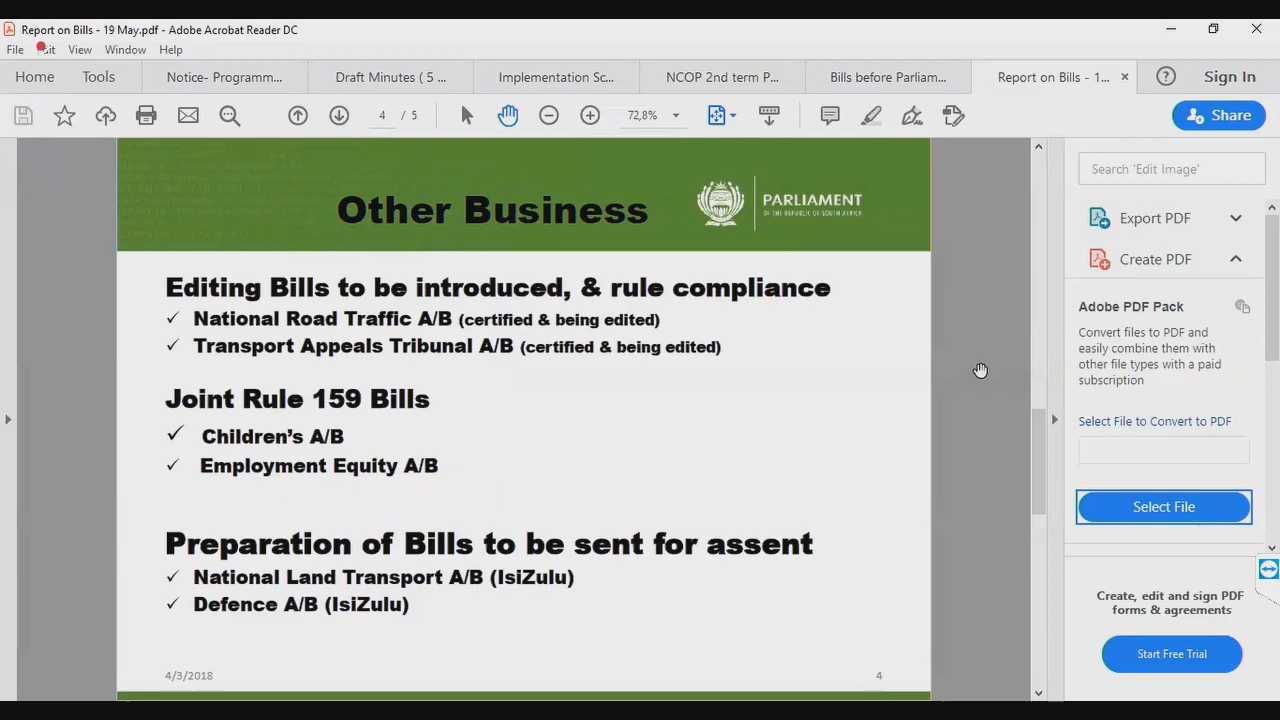 Report on Bills - 19 May.pdf - Adobe Acrobat Reader DC
File Edit View Window Help
Home Tools Notice- Programm... Draft Minutes ( 5 ... Implementation Sc... NCOP 2nd term P... Bills before Parliam... Report on Bills - 1... × Sign In
4 / 5 72,8% Share
Other Business
PARLIAMENT
OF THE REPUBLIC OF SOUTH AFRICA
Editing Bills to be introduced, & rule compliance
✓ National Road Traffic A/B (certified & being edited)
✓ Transport Appeals Tribunal A/B (certified & being edited)
Joint Rule 159 Bills
✓ Children’s A/B
✓ Employment Equity A/B
Preparation of Bills to be sent for assent
✓ National Land Transport A/B (IsiZulu)
✓ Defence A/B (IsiZulu)
4/3/2018 4
Search 'Edit Image'
Export PDF
Create PDF
Adobe PDF Pack
Convert files to PDF and
easily combine them with
other file types with a paid
subscription
Select File to Convert to PDF
Select File
Create, edit and sign PDF
forms & agreements
Start Free Trial